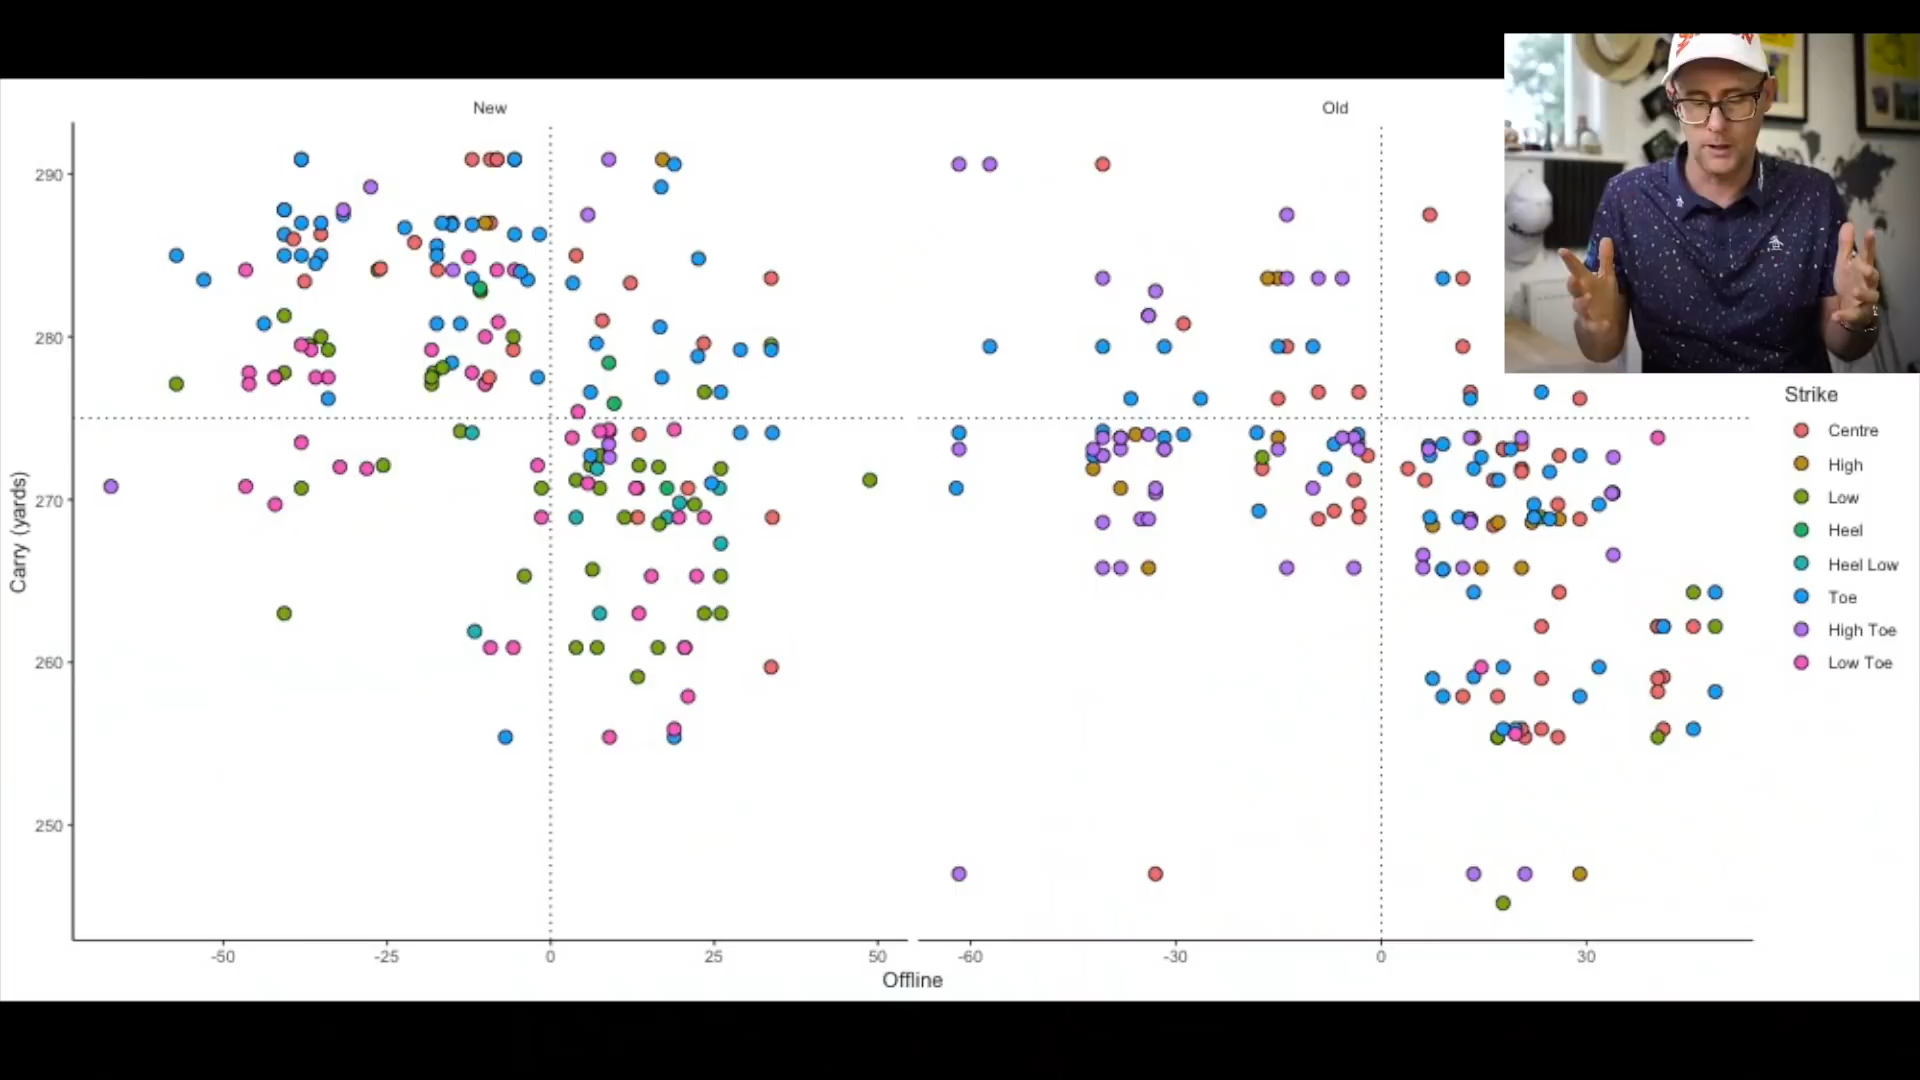 New
Old
290
280
270
260
250
Carry (yards)
-50
-25
0
25
50
-60
-30
0
30
Offline
Strike
Centre
High
Low
Heel
Heel Low
Toe
High Toe
Low Toe